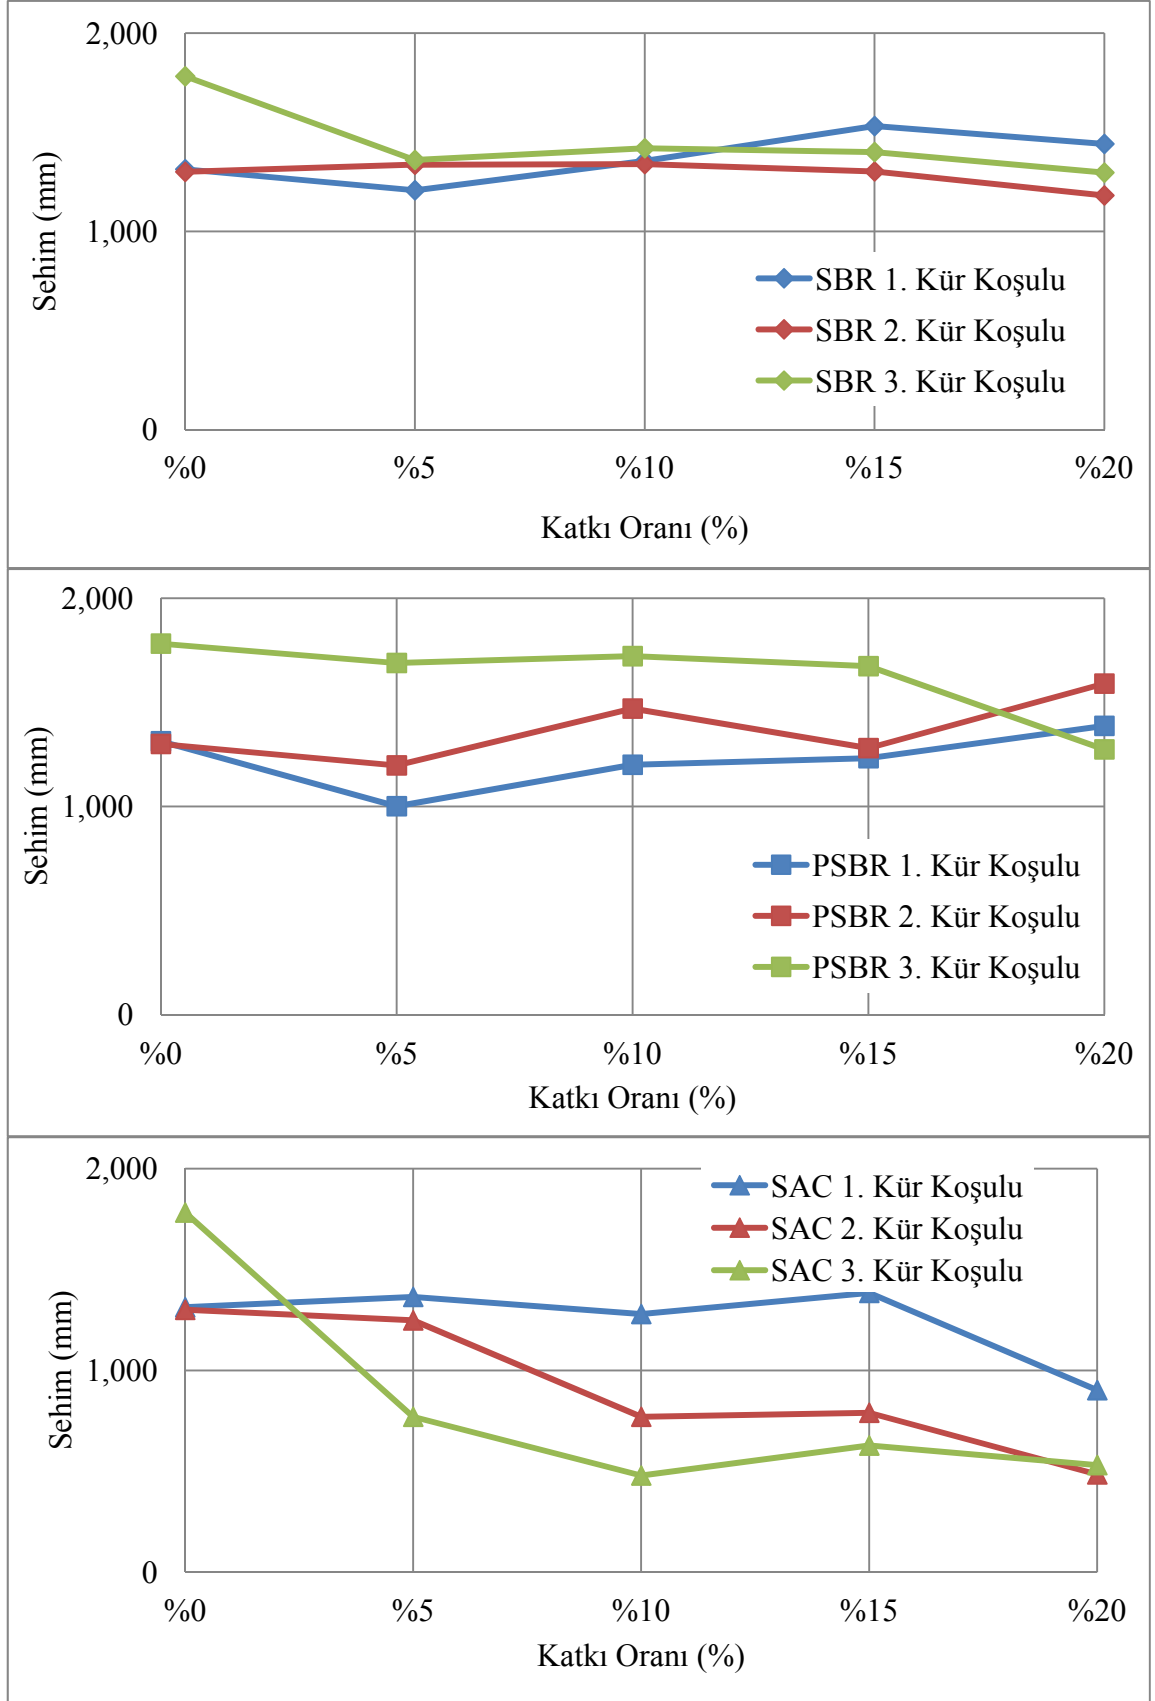 2,000
1,000
0
Sehim (mm)
SBR 1. Kür Koşulu
SBR 2. Kür Koşulu
SBR 3. Kür Koşulu
%0 %5 %10 %15 %20
Katkı Oranı (%)
2,000
1,000
0
Sehim (mm)
PSBR 1. Kür Koşulu
PSBR 2. Kür Koşulu
PSBR 3. Kür Koşulu
%0 %5 %10 %15 %20
Katkı Oranı (%)
2,000
1,000
0
Sehim (mm)
SAC 1. Kür Koşulu
SAC 2. Kür Koşulu
SAC 3. Kür Koşulu
%0 %5 %10 %15 %20
Katkı Oranı (%)